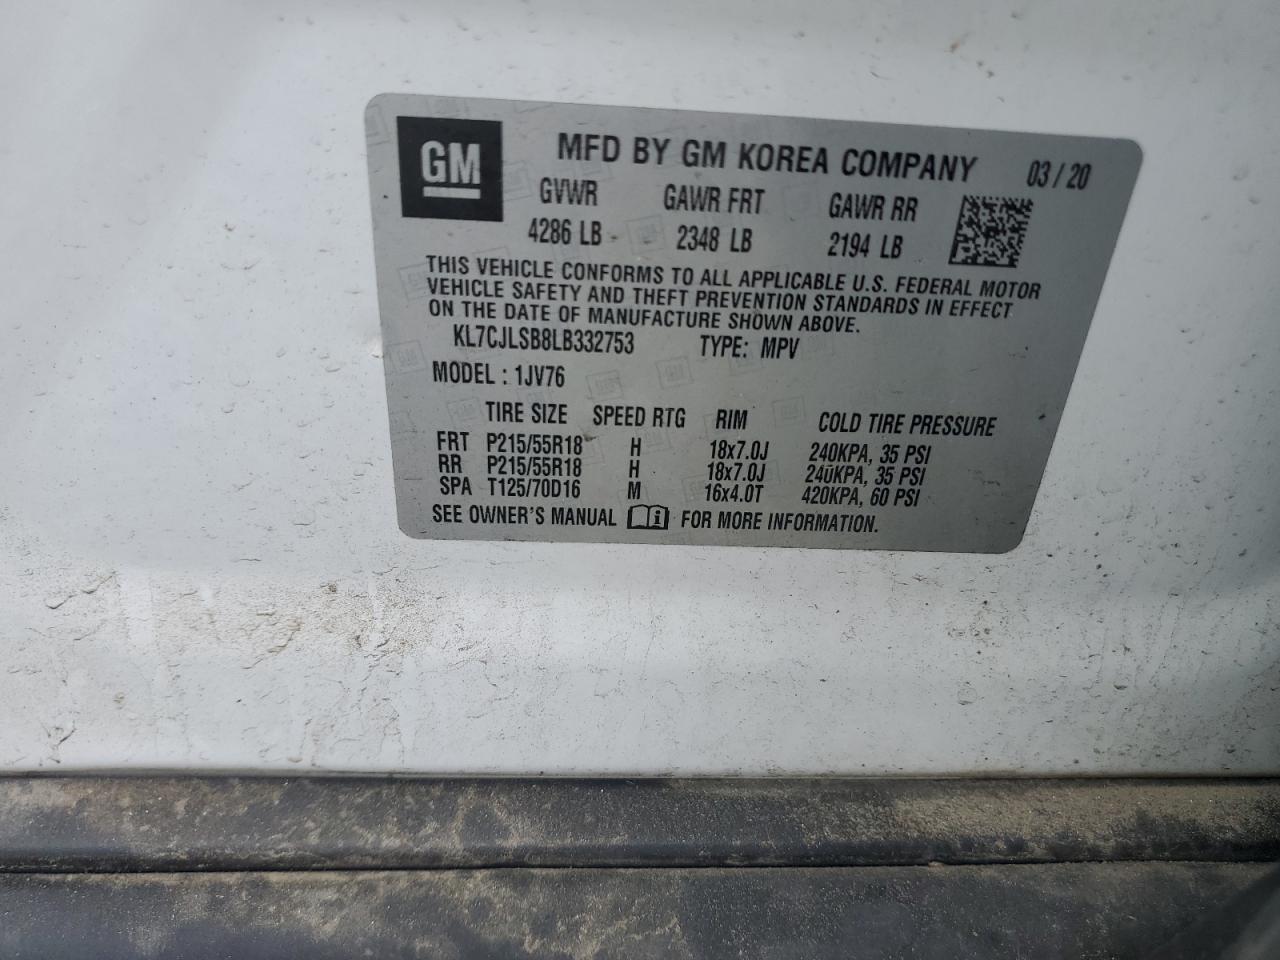 GM
MFD BY GM KOREA COMPANY 03/20
GVWR GAWR FRT GAWR RR
4286 LB 2348 LB 2194 LB
THIS VEHICLE CONFORMS TO ALL APPLICABLE U.S. FEDERAL MOTOR
VEHICLE SAFETY AND THEFT PREVENTION STANDARDS IN EFFECT
ON THE DATE OF MANUFACTURE SHOWN ABOVE.
KL7CJLSB8LB332753 TYPE: MPV
MODEL : 1JV76
TIRE SIZE SPEED RTG RIM COLD TIRE PRESSURE
FRT P215/55R18 H 18x7.0J 240KPA, 35 PSI
RR P215/55R18 H 18x7.0J 240KPA, 35 PSI
SPA T125/70D16 M 16x4.0T 420KPA, 60 PSI
SEE OWNER'S MANUAL i FOR MORE INFORMATION.